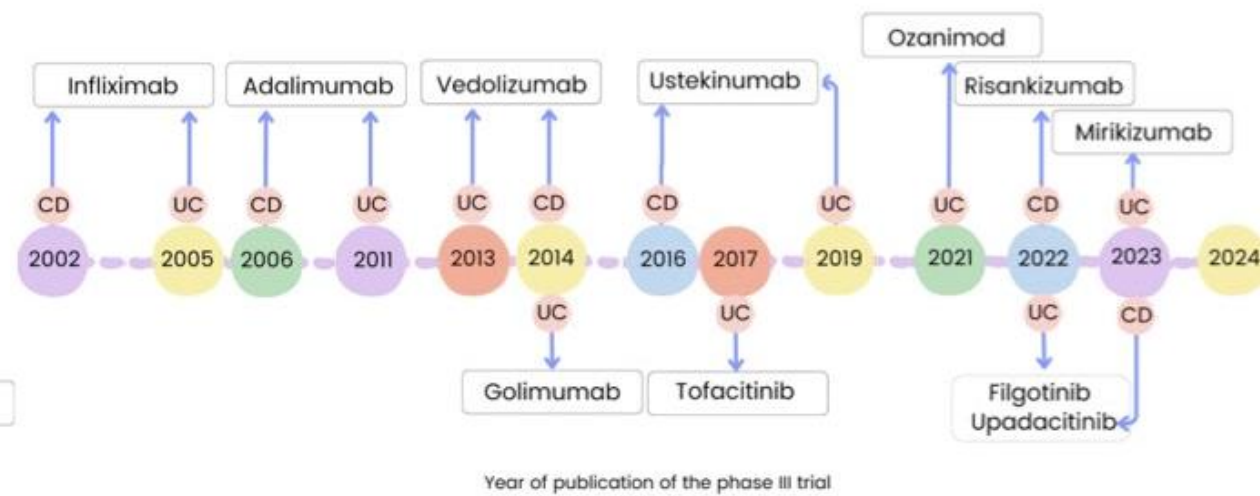 Ozanimod
Infliximab
Adalimumab
Vedolizumab
Ustekinumab
Risankizumab
Mirikizumab
CD
UC
CD
UC
UC
CD
CD
UC
UC
CD
UC
2002
2005
2006
2011
2013
2014
2016
2017
2019
2021
2022
2023
2024
UC
UC
UC
CD
Golimumab
Tofacitinib
Filgotinib
Upadacitinib
Year of publication of the phase III trial